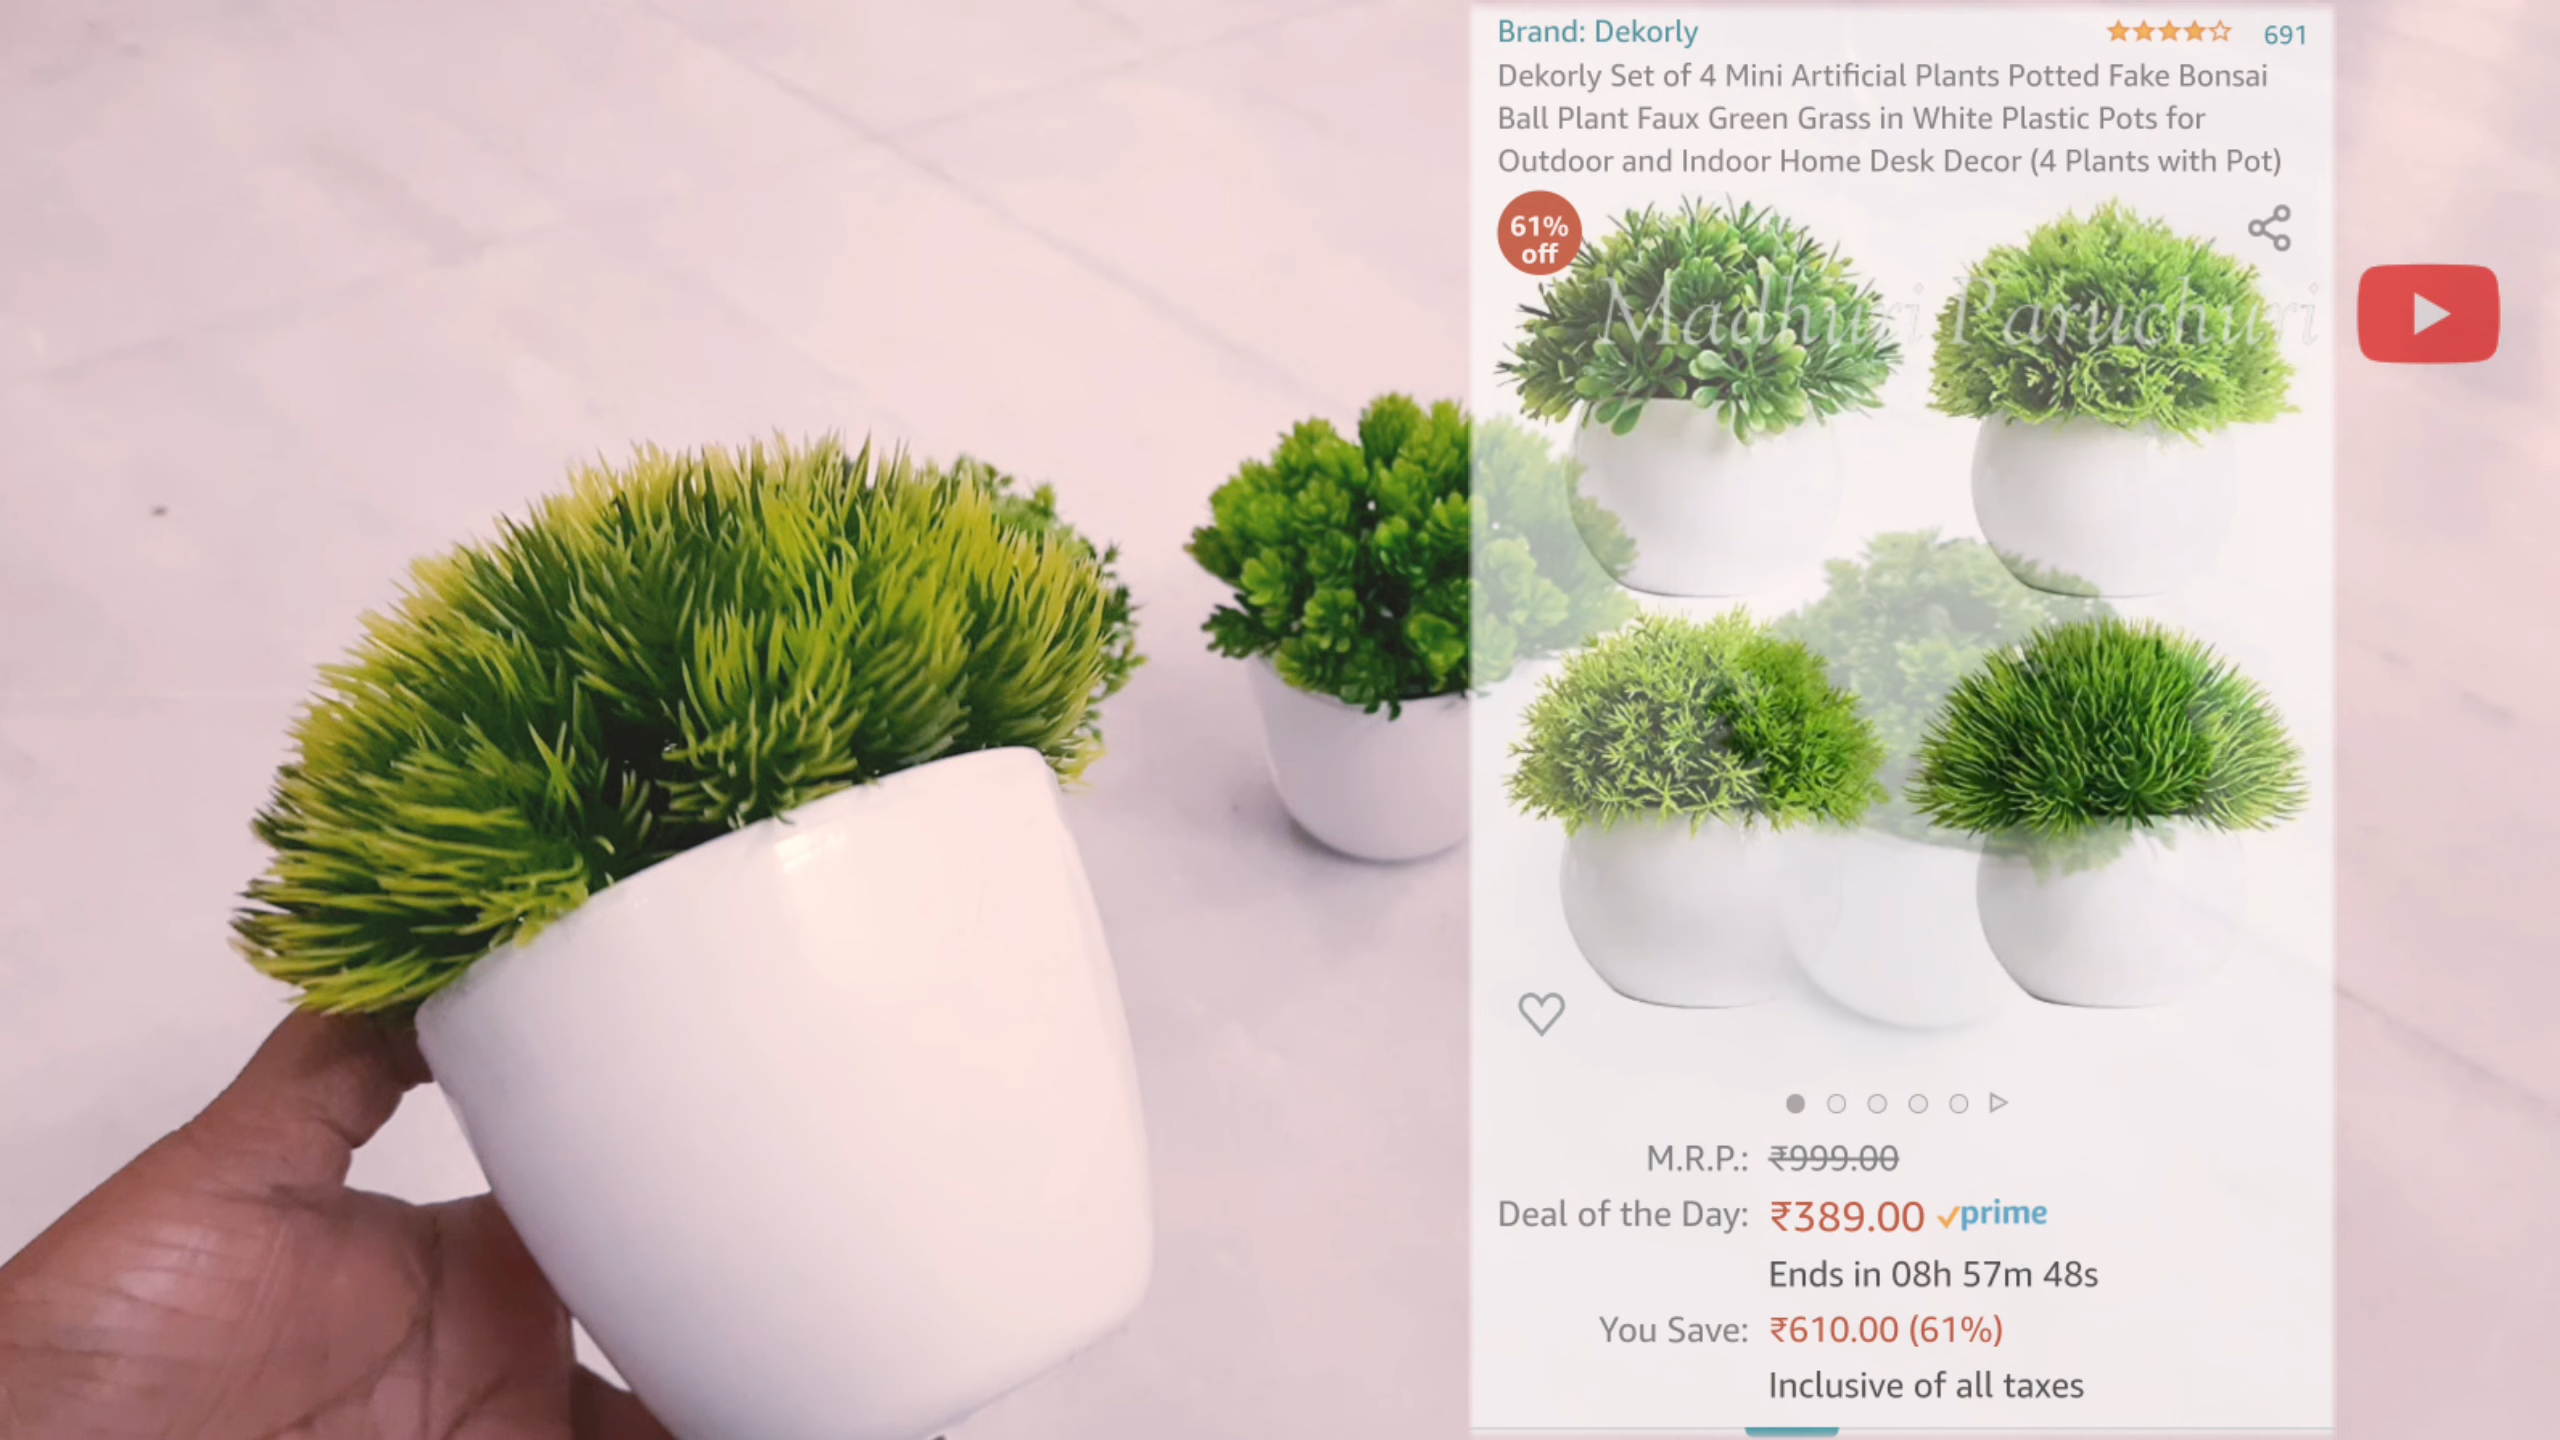 Brand: Dekorly
691
Dekorly Set of 4 Mini Artificial Plants Potted Fake Bonsai
Ball Plant Faux Green Grass in White Plastic Pots for
Outdoor and Indoor Home Desk Decor (4 Plants with Pot)
61%
off
Madhuri Paruchuri
M.R.P.: ₹999.00
Deal of the Day: ₹389.00 prime
Ends in 08h 57m 48s
You Save: ₹610.00 (61%)
Inclusive of all taxes